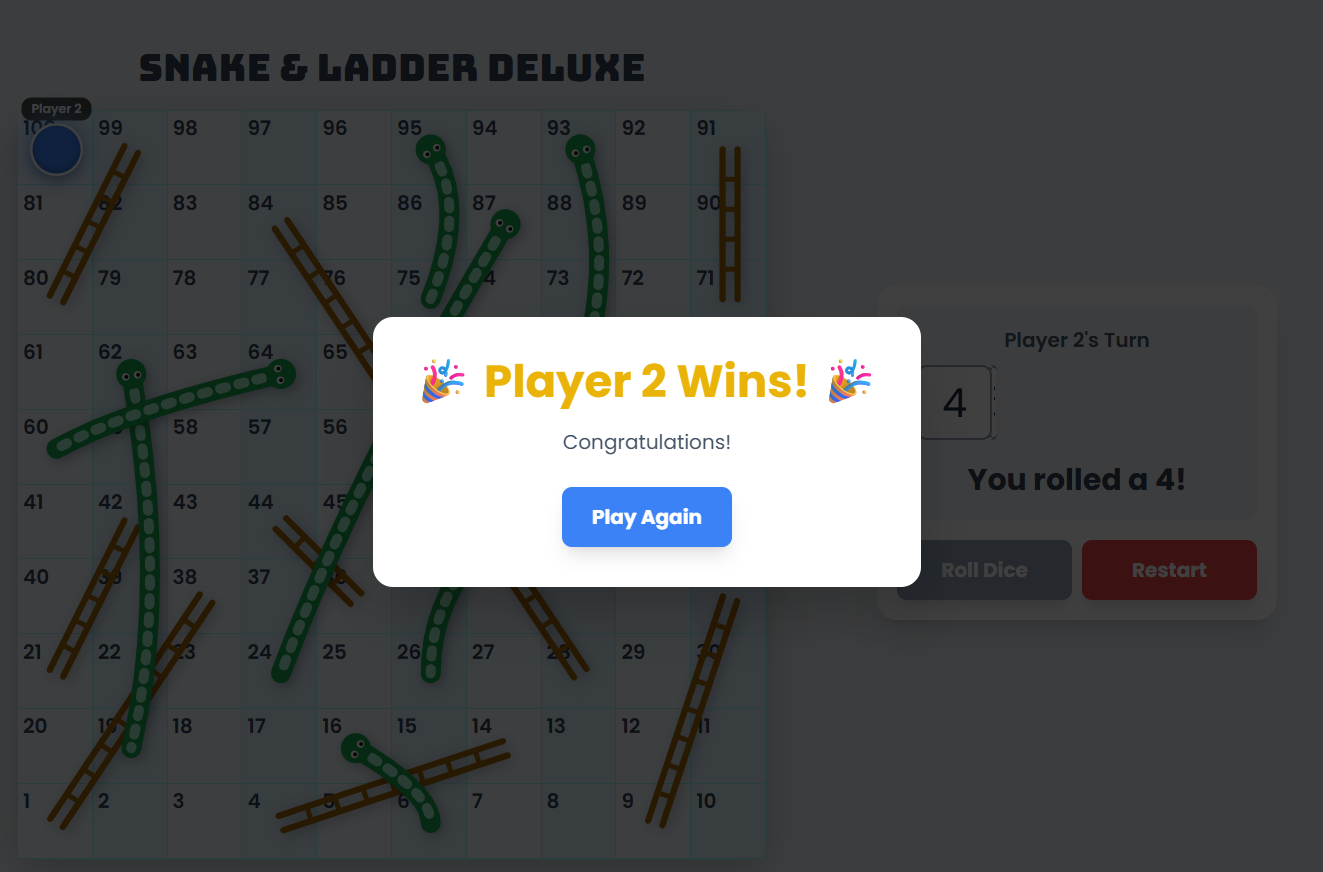 SNAKE & LADDER DELUXE
Player 2
99 98 97 96 95 94 93 92 91
81 82 83 84 85 86 87 88 89 90
80 79 78 77 76 75 73 72 71
61 62 63 64 65
60 58 57 56
41 42 43 44 45
40 39 38 37
21 22 23 24 25 26 27 28 29 30
20 19 18 17 16 15 14 13 12 11
1 2 3 4 5 6 7 8 9 10
🎉 Player 2 Wins! 🎉
Congratulations!
Play Again
Player 2's Turn
4
You rolled a 4!
Roll Dice
Restart